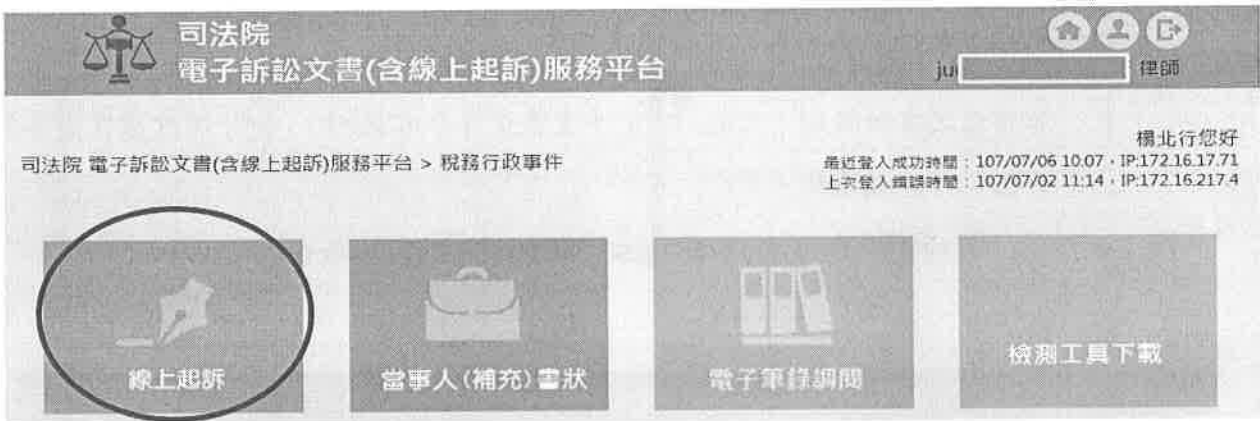 司法院
電子訴訟文書(含線上起訴)服務平台
律師
楊北行您好
司法院 電子訴訟文書(含線上起訴)服務平台 > 稅務行政事件
最近登入成功時間：107/07/06 10:07，IP:172.16.17.71
上次登入錯誤時間：107/07/02 11:14，IP:172.16.217.4
線上起訴
當事人(補充)書狀
電子筆錄調閱
檢測工具下載